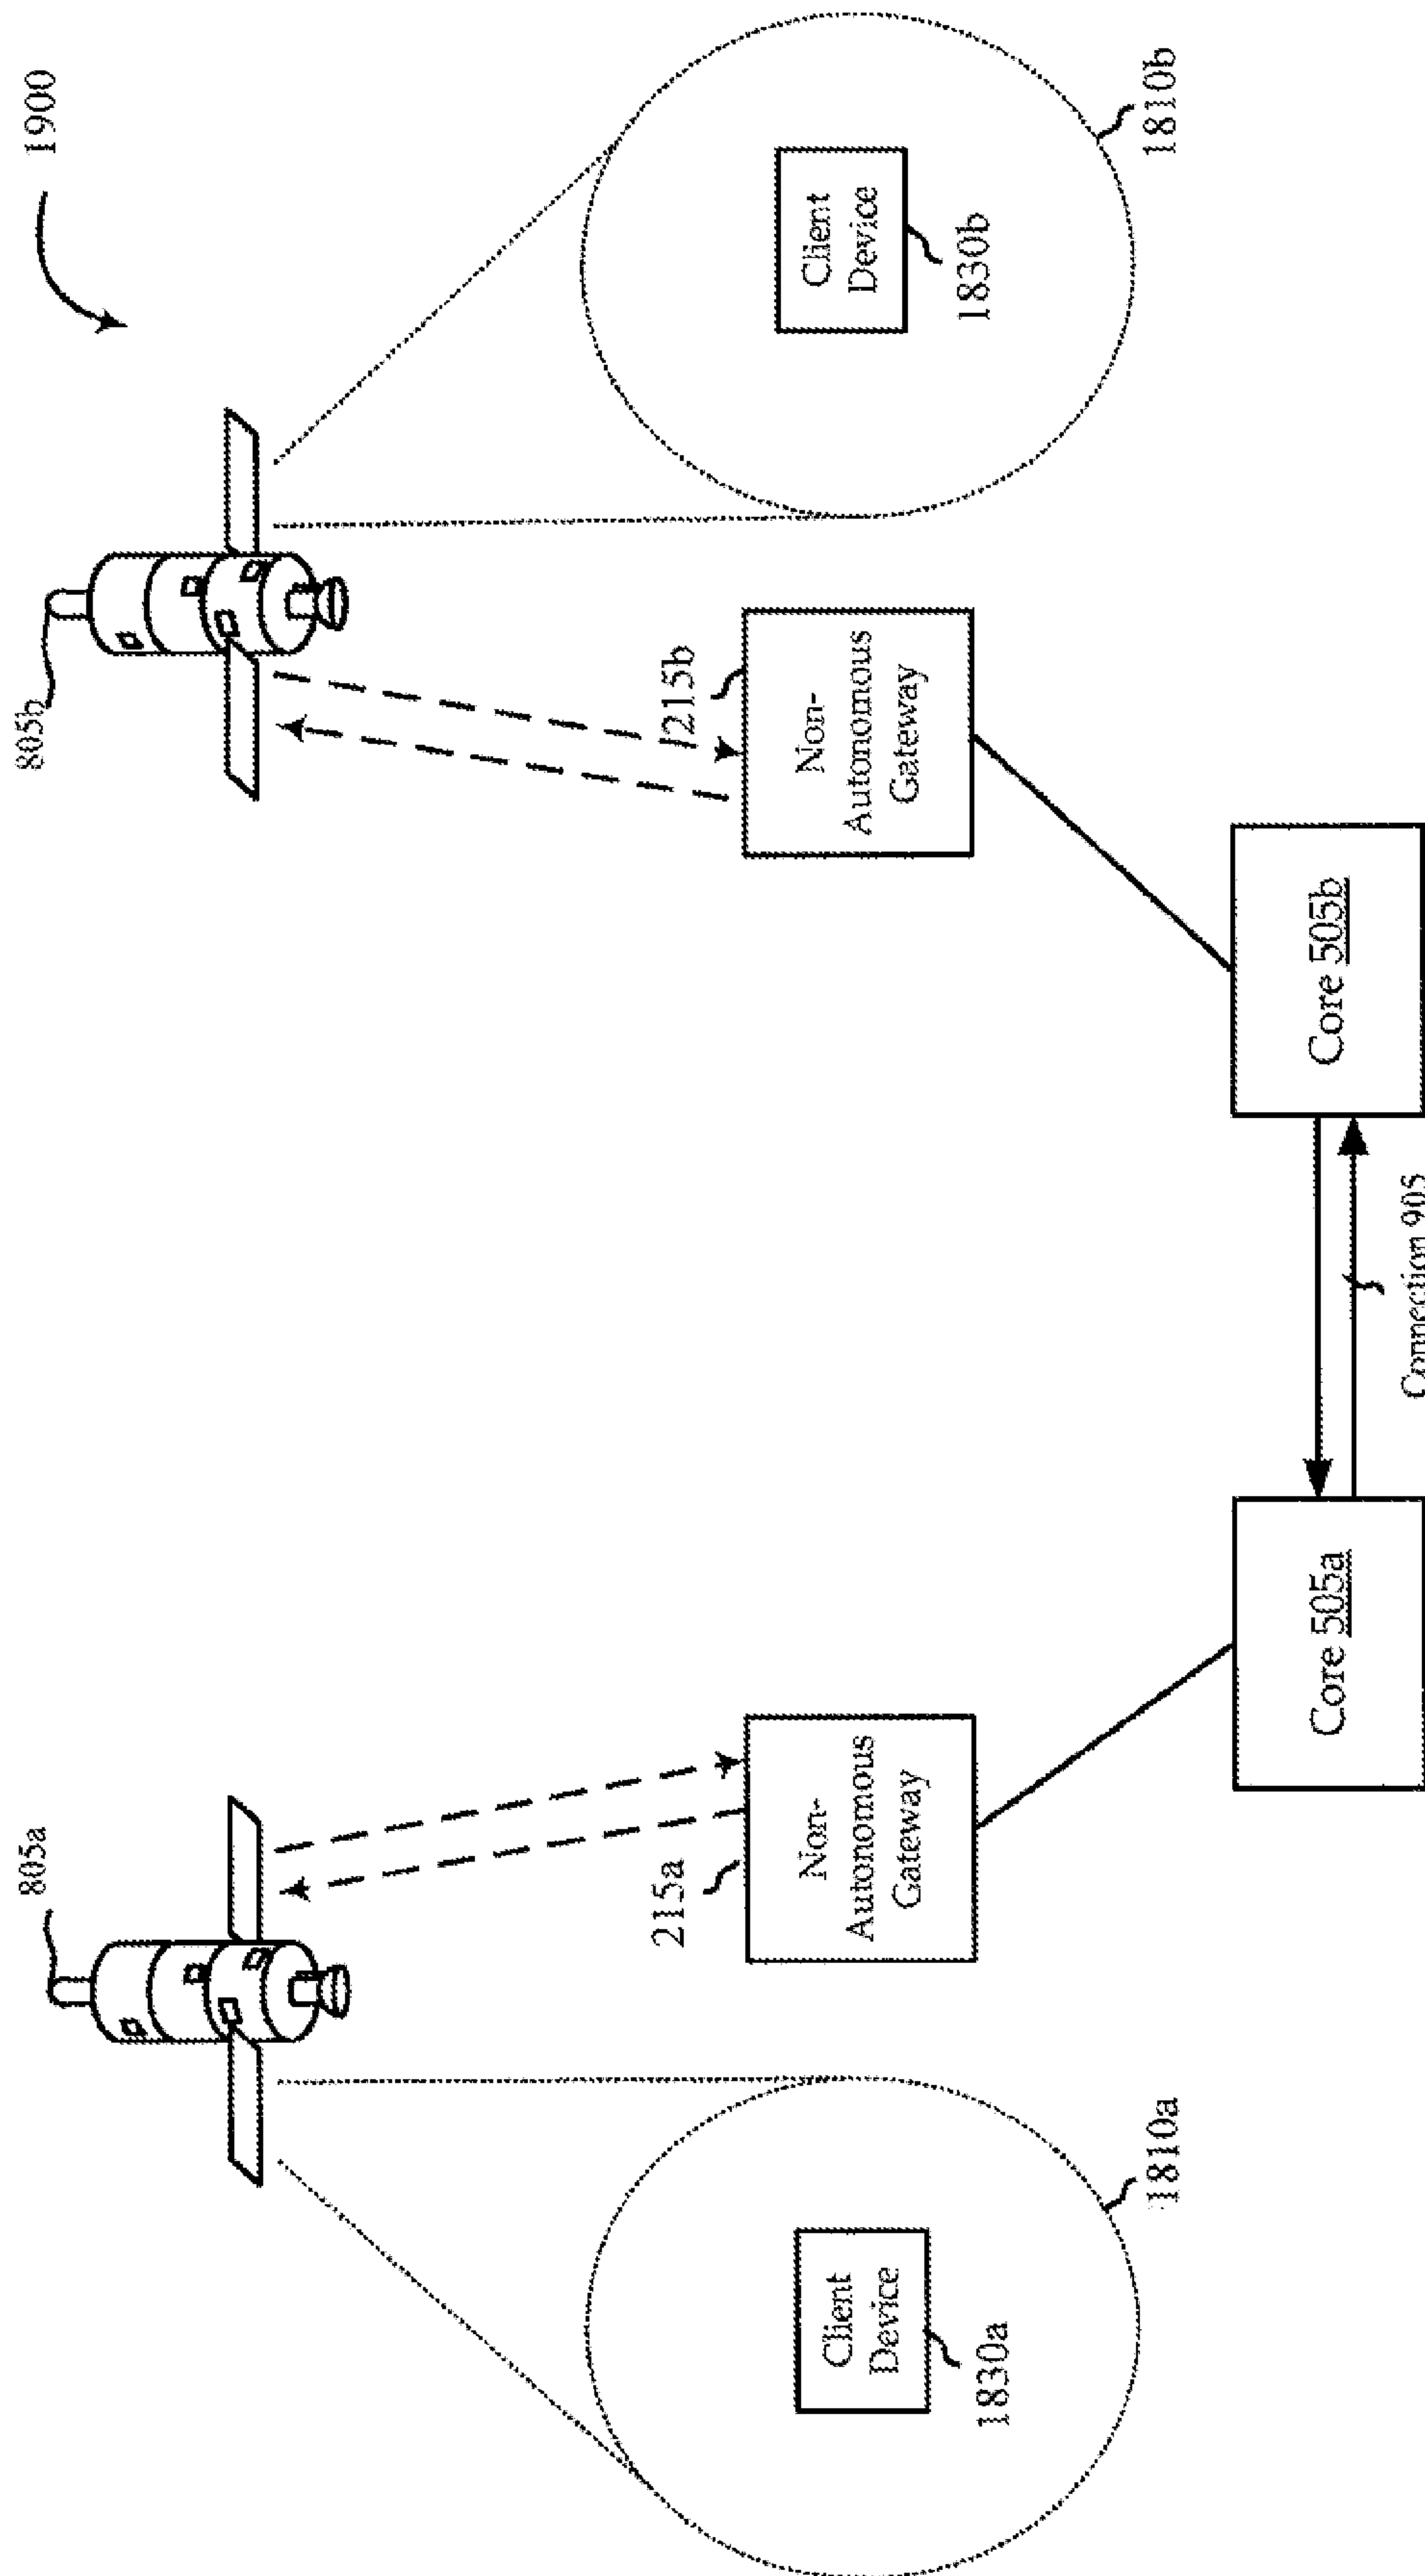 1900
805a
805b
215a
Non-
Autonomous
Gateway
215b
Non-
Autonomous
Gateway
Client
Device
1830a
1810a
Client
Device
1830b
1810b
Core 505a
Core 505b
Connection 905